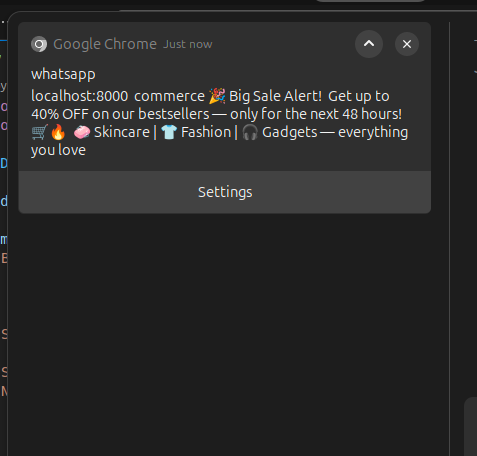 Google Chrome Just now
whatsapp
localhost:8000 commerce 🎉 Big Sale Alert! Get up to
40% OFF on our bestsellers — only for the next 48 hours!
🛒🔥 🧼 Skincare | 👕 Fashion | 🎧 Gadgets — everything
you love
Settings